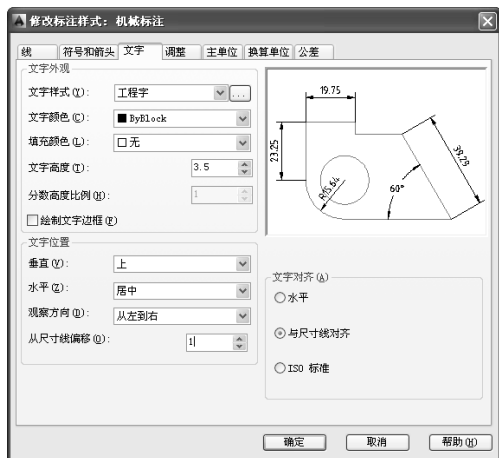 修改标注样式：机械标注
线 符号和箭头 文字 调整 主单位 换算单位 公差
文字外观
文字样式(Y)： 工程字 ...
文字颜色(C)： ByBlock
填充颜色(L)： 无
文字高度(T)： 3.5
分数高度比例(H)： 1
绘制文字边框(F)
文字位置
垂直(V)： 上
水平(Z)： 居中
观察方向(D)： 从左到右
从尺寸线偏移(O)： 1
19.75
23.25
39.29
R15.64
60°
文字对齐(A)
水平
与尺寸线对齐
ISO 标准
确定 取消 帮助(H)